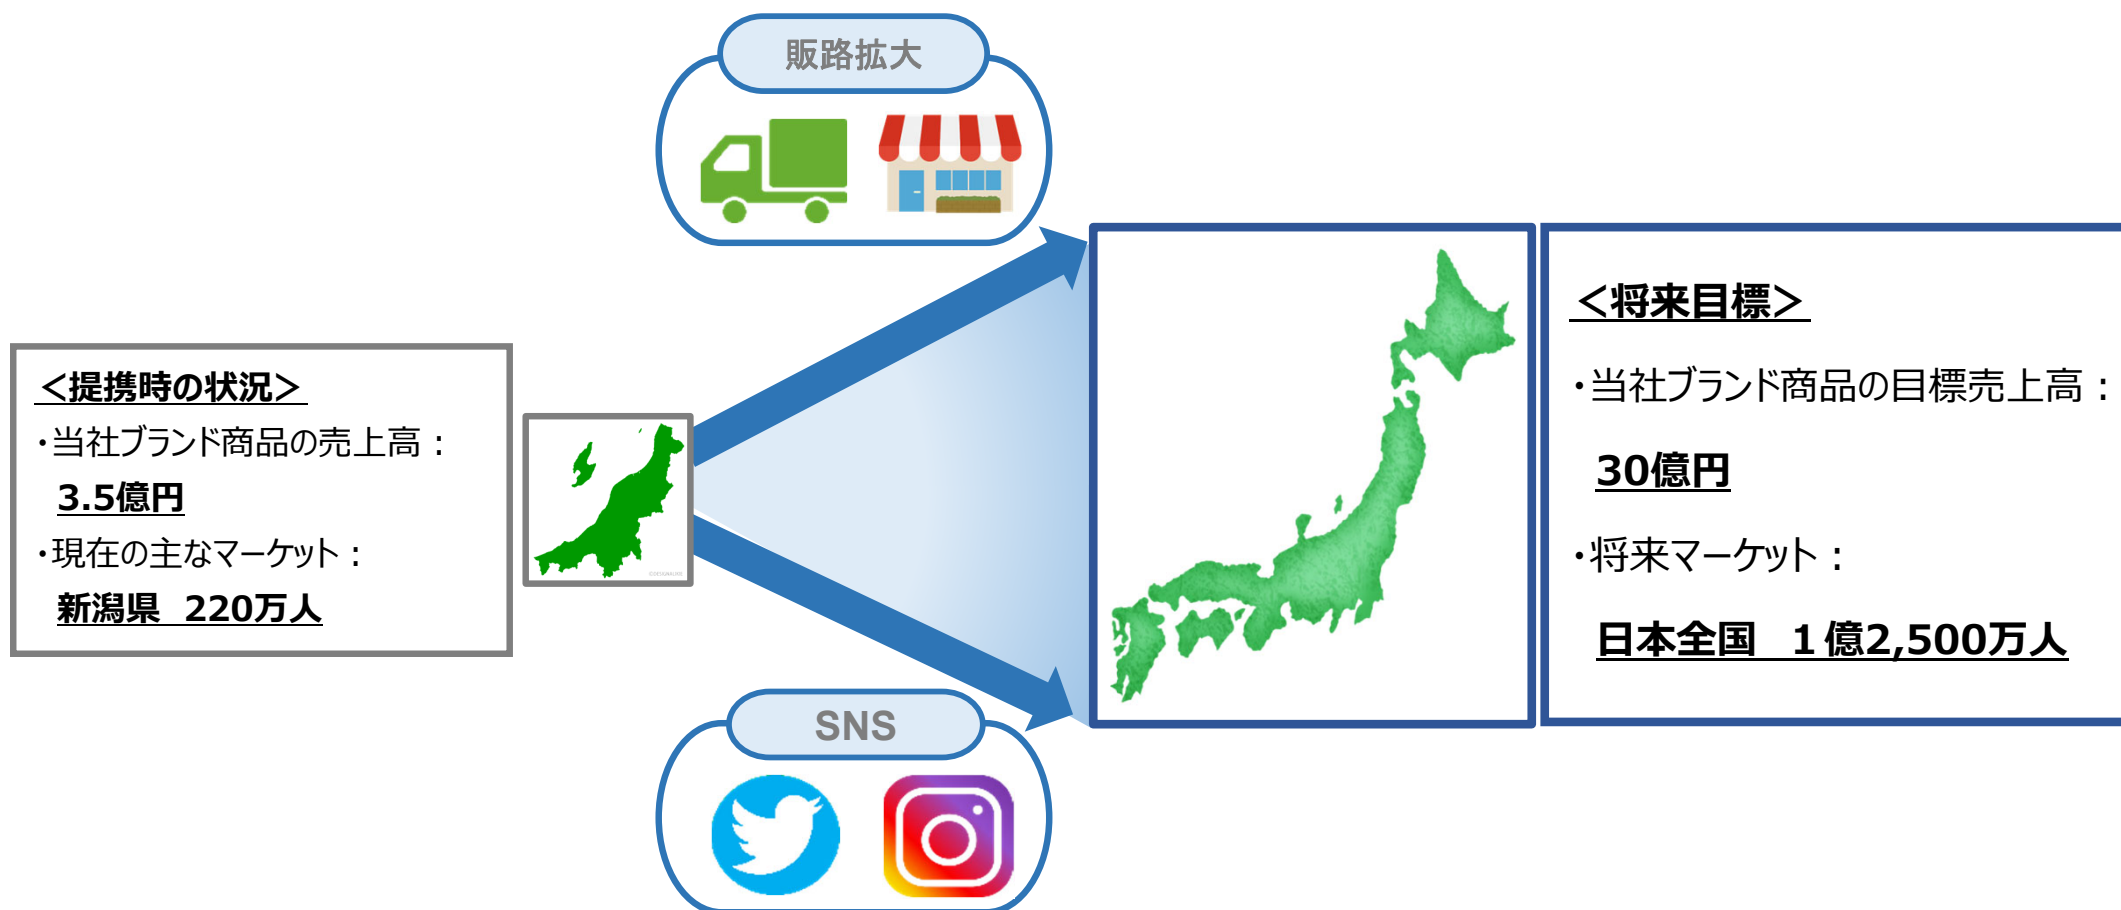 販路拡大
＜提携時の状況＞
・当社ブランド商品の売上高：
3.5億円
・現在の主なマーケット：
新潟県　220万人
＜将来目標＞
・当社ブランド商品の目標売上高：
30億円
・将来マーケット：
日本全国　１億2,500万人
SNS